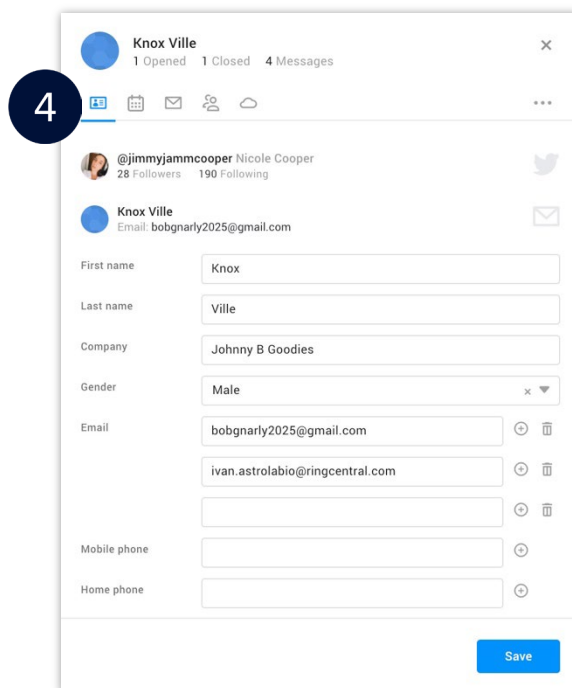 Knox Ville
1 Opened 1 Closed 4 Messages
4
@jimmyjammcooper Nicole Cooper
28 Followers 190 Following
Knox Ville
Email: bobgnarly2025@gmail.com
First name Knox
Last name Ville
Company Johnny B Goodies
Gender Male
Email bobgnarly2025@gmail.com
ivan.astrolabio@ringcentral.com
Mobile phone
Home phone
Save